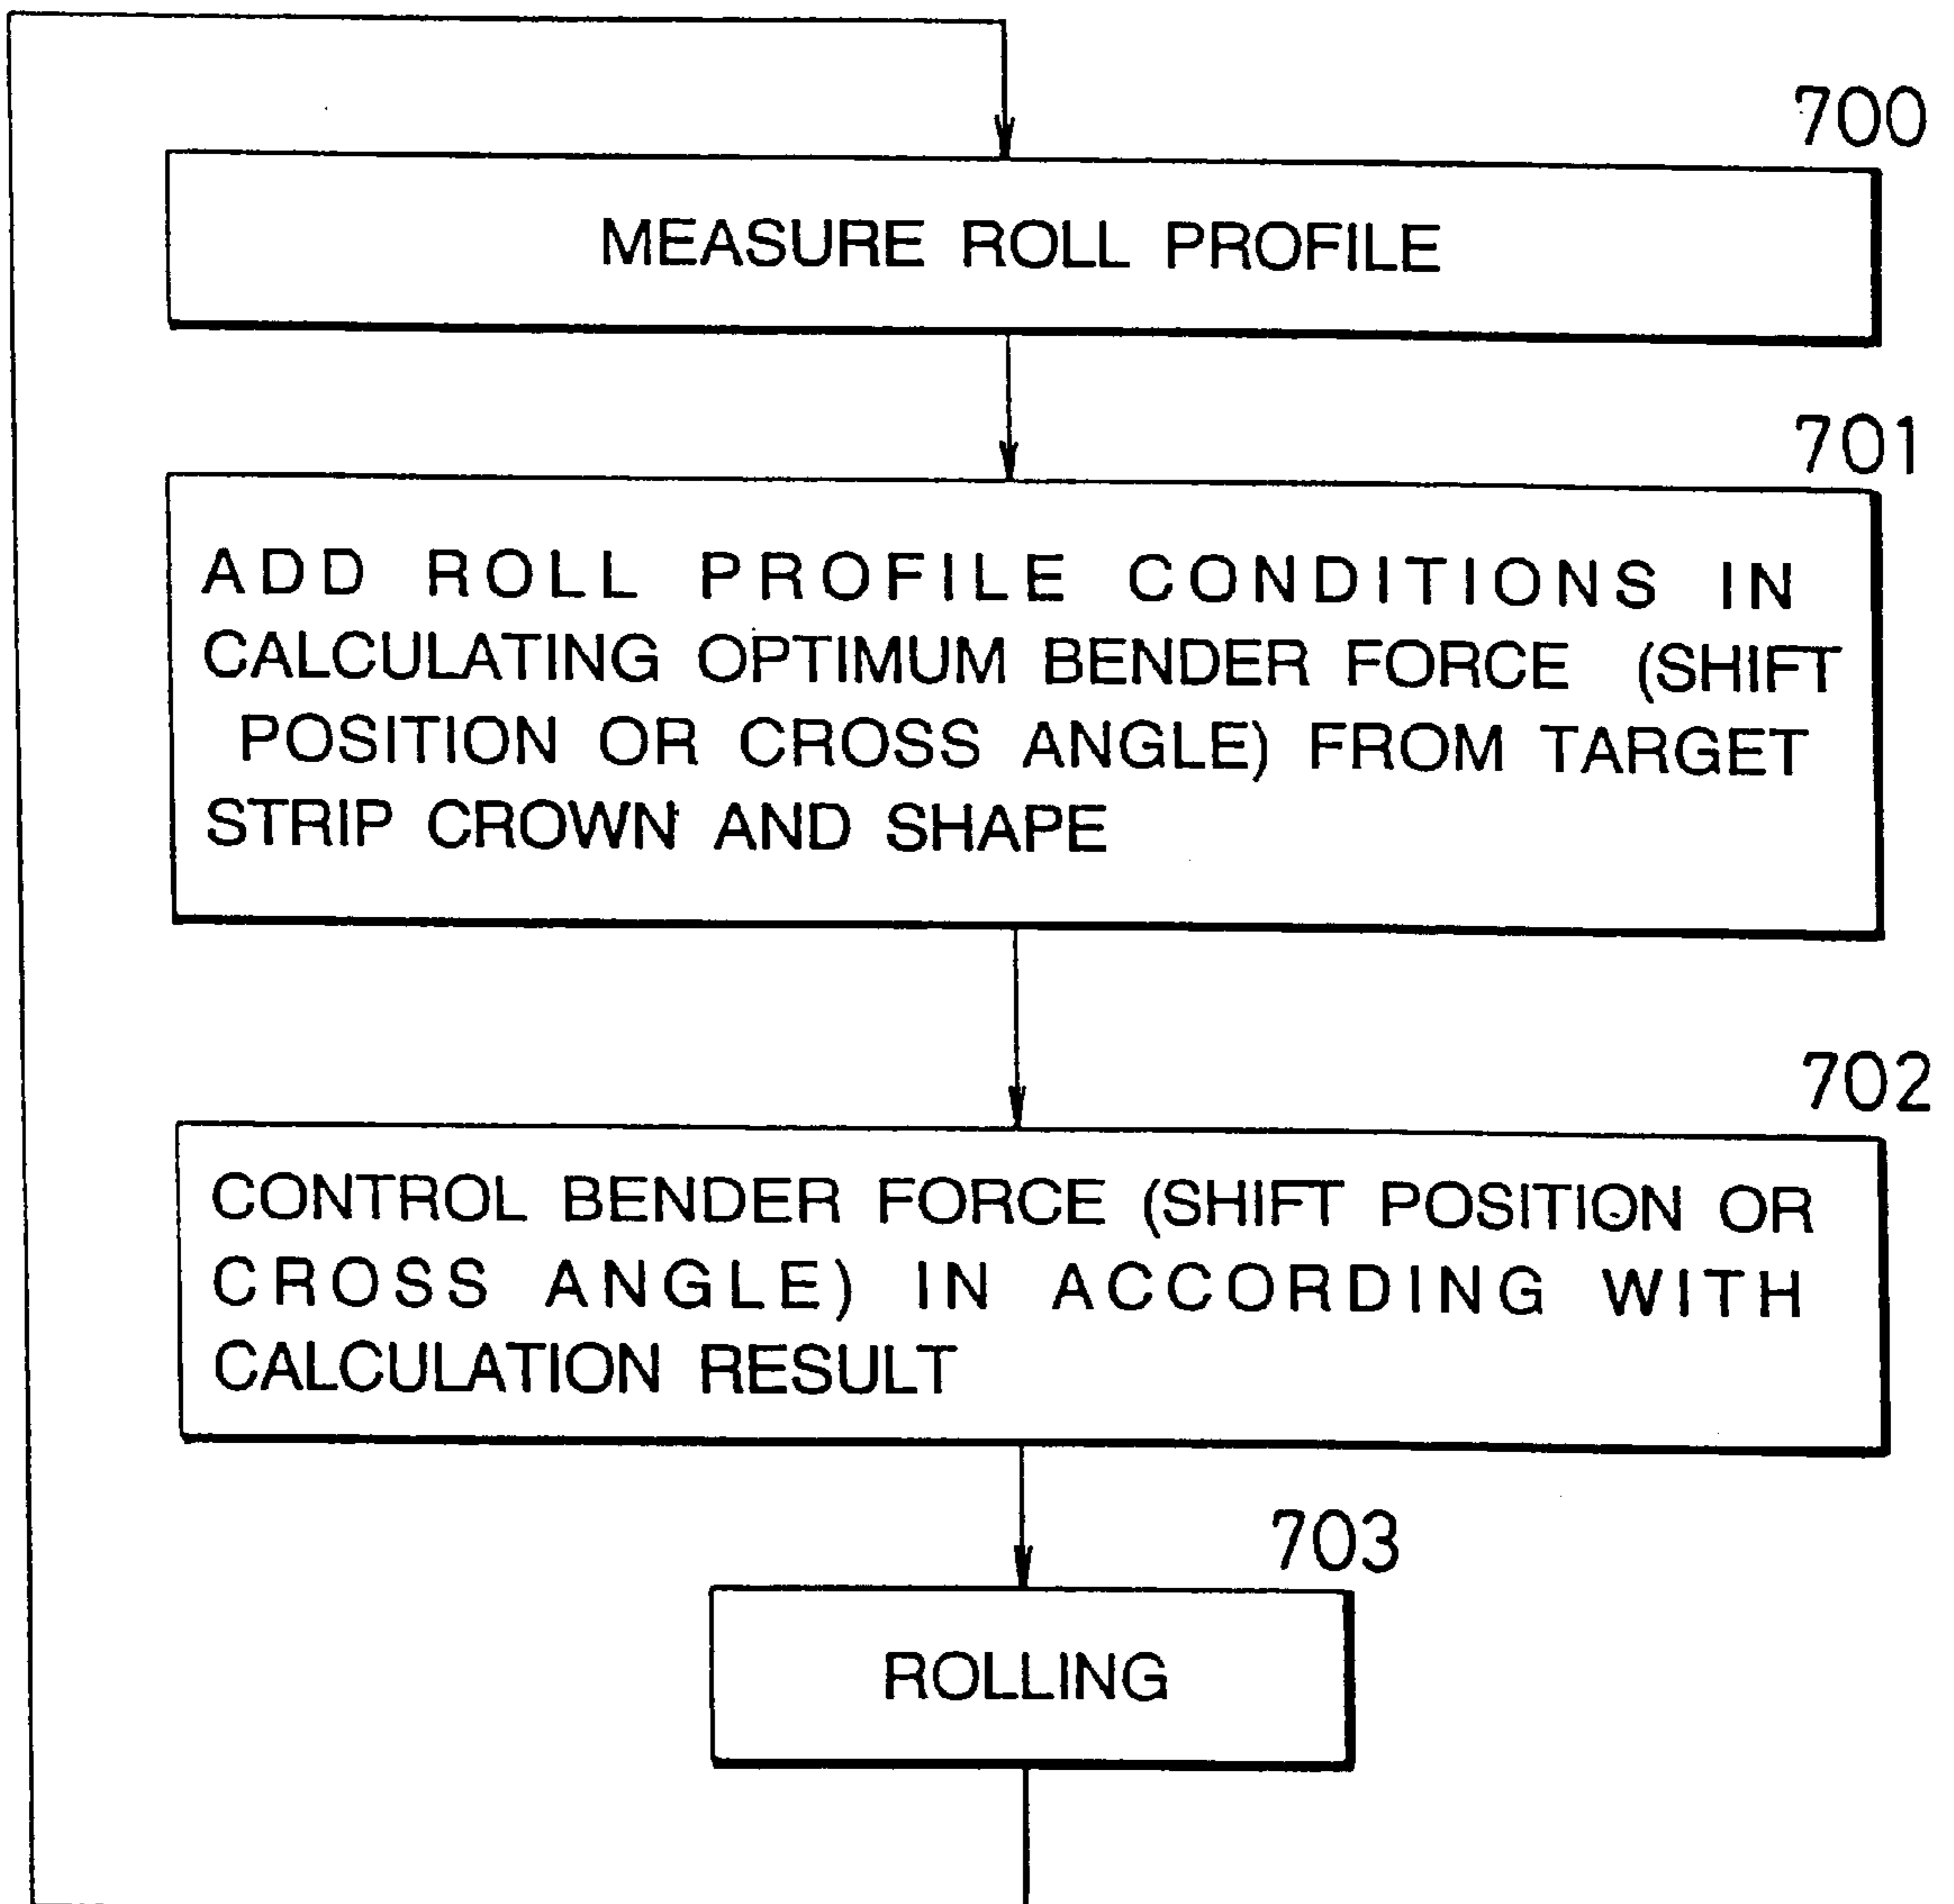 700
MEASURE ROLL PROFILE
701
ADD ROLL PROFILE CONDITIONS IN
CALCULATING OPTIMUM BENDER FORCE (SHIFT
POSITION OR CROSS ANGLE) FROM TARGET
STRIP CROWN AND SHAPE
702
CONTROL BENDER FORCE (SHIFT POSITION OR
CROSS ANGLE) IN ACCORDING WITH
CALCULATION RESULT
703
ROLLING